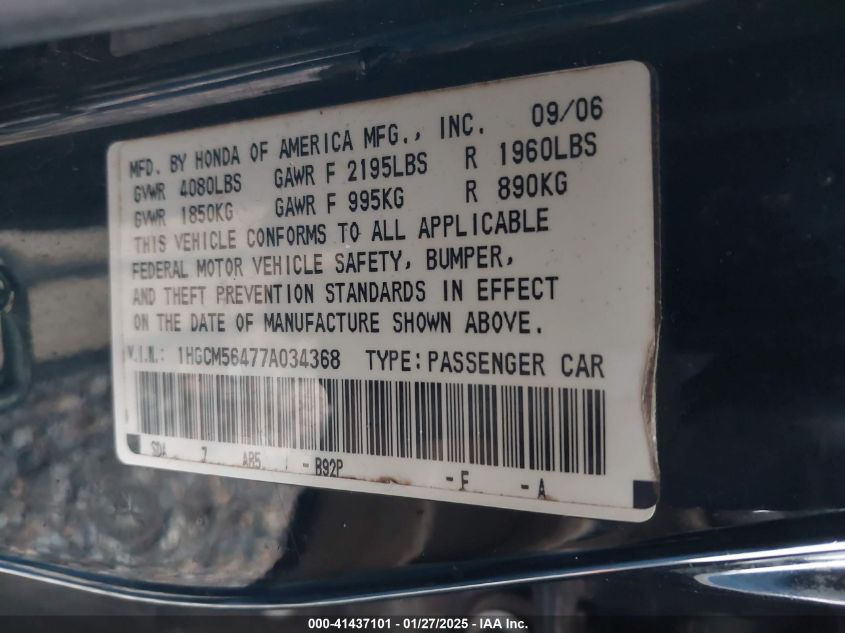 MFD. BY HONDA OF AMERICA MFG., INC. 09/06
GVWR 4080LBS GAWR F 2195LBS R 1960LBS
GVWR 1850KG GAWR F 995KG R 890KG
THIS VEHICLE CONFORMS TO ALL APPLICABLE
FEDERAL MOTOR VEHICLE SAFETY, BUMPER,
AND THEFT PREVENTION STANDARDS IN EFFECT
ON THE DATE OF MANUFACTURE SHOWN ABOVE.
V.I.N.: 1HGCM56477A034368 TYPE:PASSENGER CAR
SDA 7 AB5 - B92P - E - A
000-41437101 | 01/27/2025 | © IAA Inc.